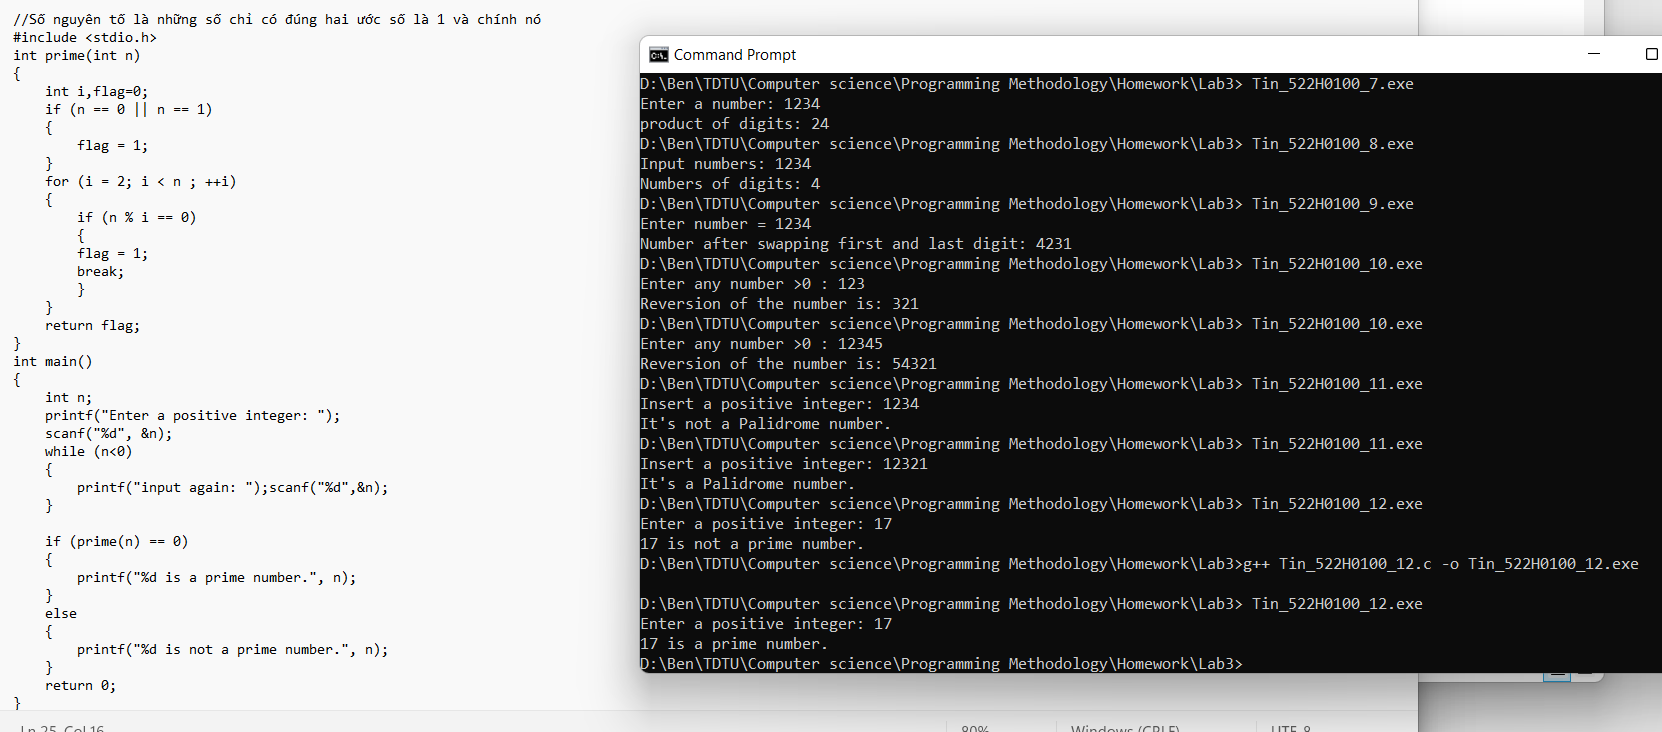 //Số nguyên tố là những số chỉ có đúng hai ước số là 1 và chính nó
#include <stdio.h>
int prime(int n)
{
    int i,flag=0;
    if (n == 0 || n == 1)
    {
        flag = 1;
    }
    for (i = 2; i < n ; ++i)
    {
        if (n % i == 0)
        {
        flag = 1;
        break;
        }
    }
    return flag;
}
int main()
{
    int n;
    printf("Enter a positive integer: ");
    scanf("%d", &n);
    while (n<0)
    {
        printf("input again: ");scanf("%d",&n);
    }
    if (prime(n) == 0)
    {
        printf("%d is a prime number.", n);
    }
    else
    {
        printf("%d is not a prime number.", n);
    }
    return 0;
}
Ln 25, Col 16
80%
Windows (CRLF)
UTF-8
Command Prompt
D:\Ben\TDTU\Computer science\Programming Methodology\Homework\Lab3> Tin_522H0100_7.exe
Enter a number: 1234
product of digits: 24
D:\Ben\TDTU\Computer science\Programming Methodology\Homework\Lab3> Tin_522H0100_8.exe
Input numbers: 1234
Numbers of digits: 4
D:\Ben\TDTU\Computer science\Programming Methodology\Homework\Lab3> Tin_522H0100_9.exe
Enter number = 1234
Number after swapping first and last digit: 4231
D:\Ben\TDTU\Computer science\Programming Methodology\Homework\Lab3> Tin_522H0100_10.exe
Enter any number >0 : 123
Reversion of the number is: 321
D:\Ben\TDTU\Computer science\Programming Methodology\Homework\Lab3> Tin_522H0100_10.exe
Enter any number >0 : 12345
Reversion of the number is: 54321
D:\Ben\TDTU\Computer science\Programming Methodology\Homework\Lab3> Tin_522H0100_11.exe
Insert a positive integer: 1234
It's not a Palidrome number.
D:\Ben\TDTU\Computer science\Programming Methodology\Homework\Lab3> Tin_522H0100_11.exe
Insert a positive integer: 12321
It's a Palidrome number.
D:\Ben\TDTU\Computer science\Programming Methodology\Homework\Lab3> Tin_522H0100_12.exe
Enter a positive integer: 17
17 is not a prime number.
D:\Ben\TDTU\Computer science\Programming Methodology\Homework\Lab3>g++ Tin_522H0100_12.c -o Tin_522H0100_12.exe
D:\Ben\TDTU\Computer science\Programming Methodology\Homework\Lab3> Tin_522H0100_12.exe
Enter a positive integer: 17
17 is a prime number.
D:\Ben\TDTU\Computer science\Programming Methodology\Homework\Lab3>